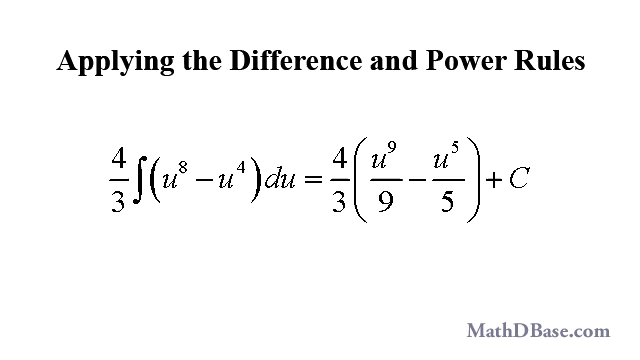 Applying the Difference and Power Rules
4/3 ∫(u⁸ − u⁴)du = 4/3 (u⁹/9 − u⁵/5) + C
MathDBase.com